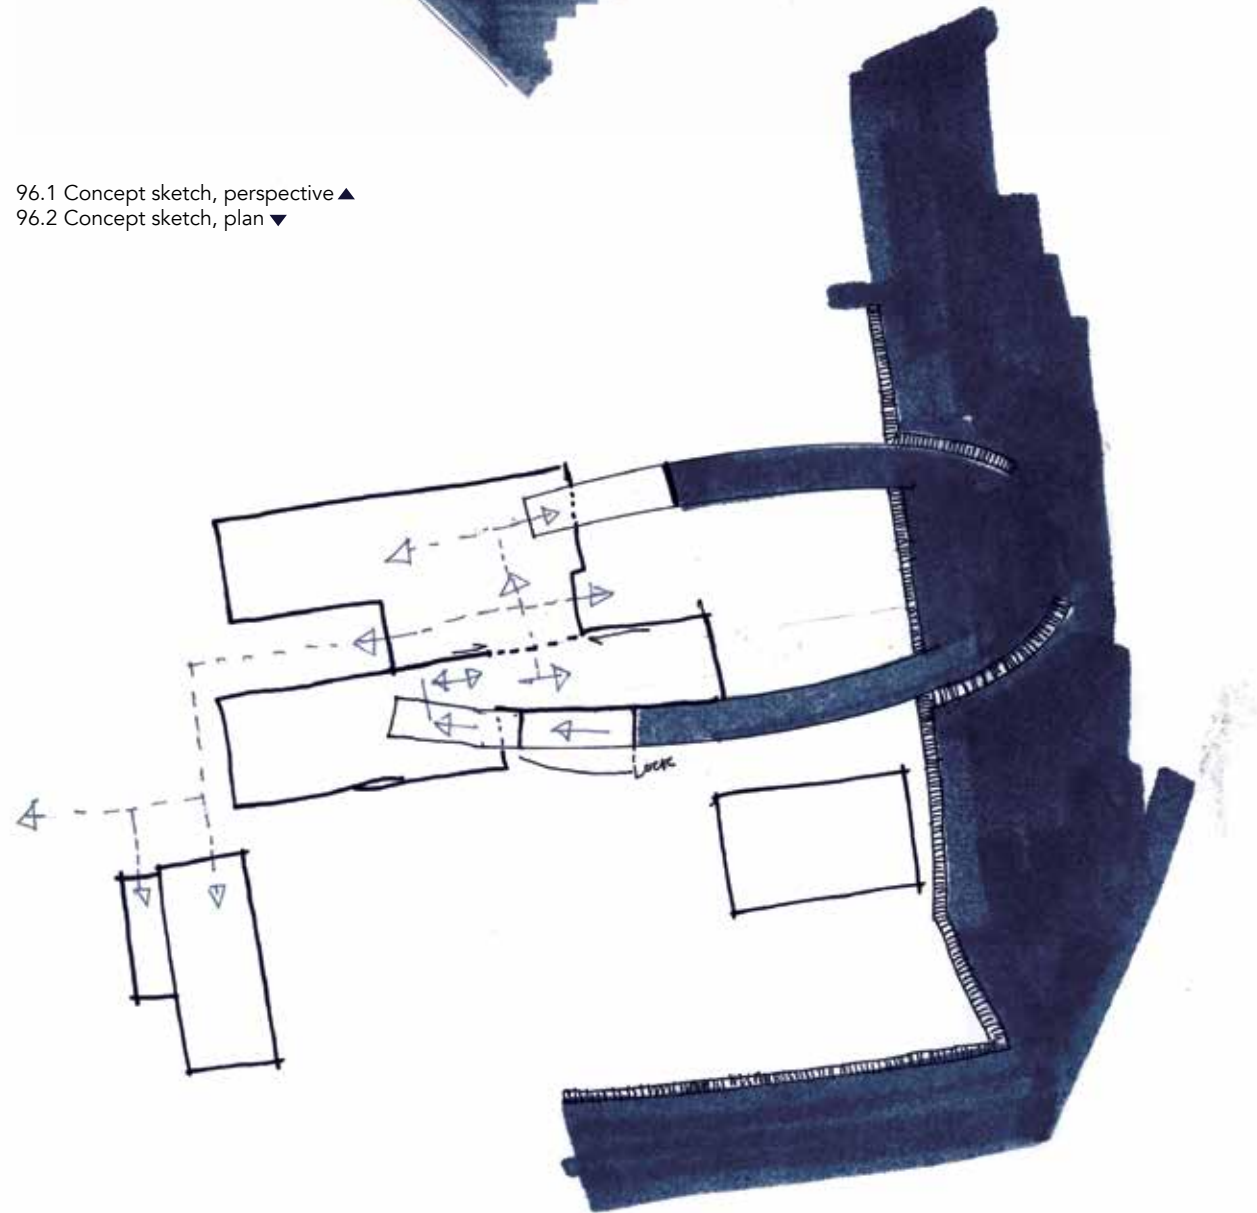 96.1 Concept sketch, perspective ▲
96.2 Concept sketch, plan ▼
Lock